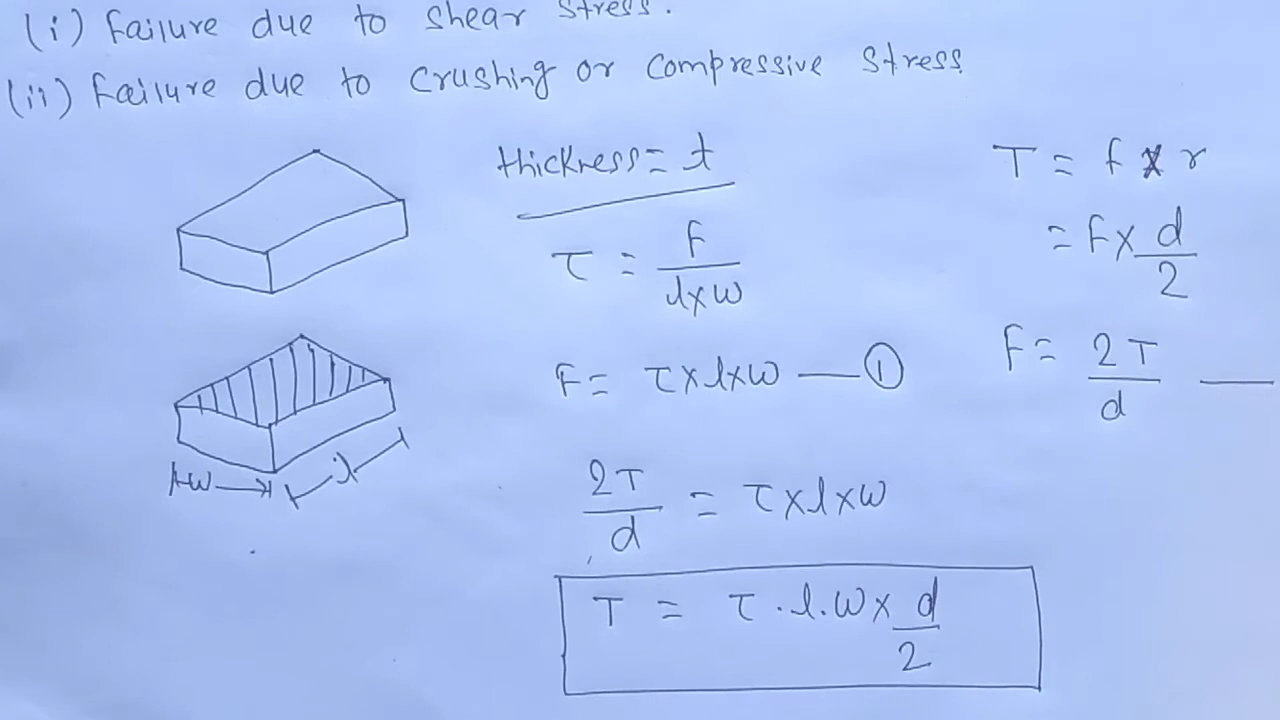 (i) Failure due to shear stress.
(ii) Failure due to crushing or compressive stress
thickness = t
τ = F / l×w
F = τ×l×w — ①
2T / d = τ×l×w
T = τ.l.w× d / 2
T = F × r
= F× d / 2
F = 2T / d —
w
l